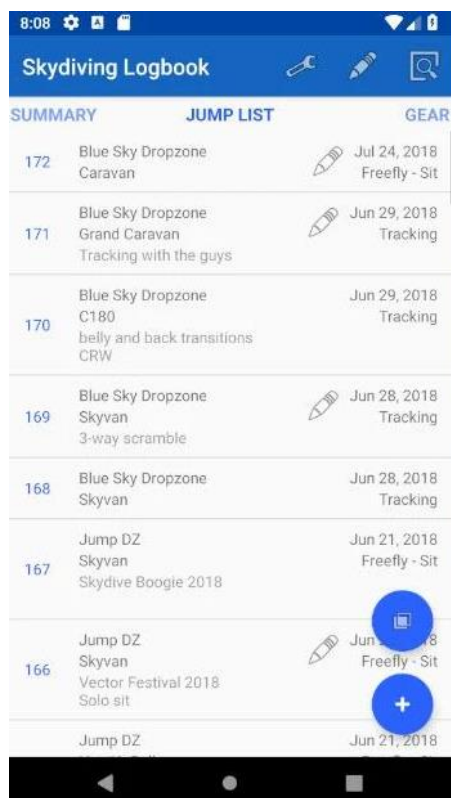 8:08
Skydiving Logbook
SUMMARY JUMP LIST GEAR
172 Blue Sky Dropzone Jul 24, 2018
Caravan Freefly - Sit
171 Blue Sky Dropzone Jun 29, 2018
Grand Caravan Tracking
Tracking with the guys
170 Blue Sky Dropzone Jun 29, 2018
C180 Tracking
belly and back transitions
CRW
169 Blue Sky Dropzone Jun 28, 2018
Skyvan Tracking
3-way scramble
168 Blue Sky Dropzone Jun 28, 2018
Skyvan Tracking
167 Jump DZ Jun 21, 2018
Skyvan Freefly - Sit
Skydive Boogie 2018
166 Jump DZ Jun
Skyvan Freefly - Sit
Vector Festival 2018
Solo sit
Jump DZ Jun 21, 2018